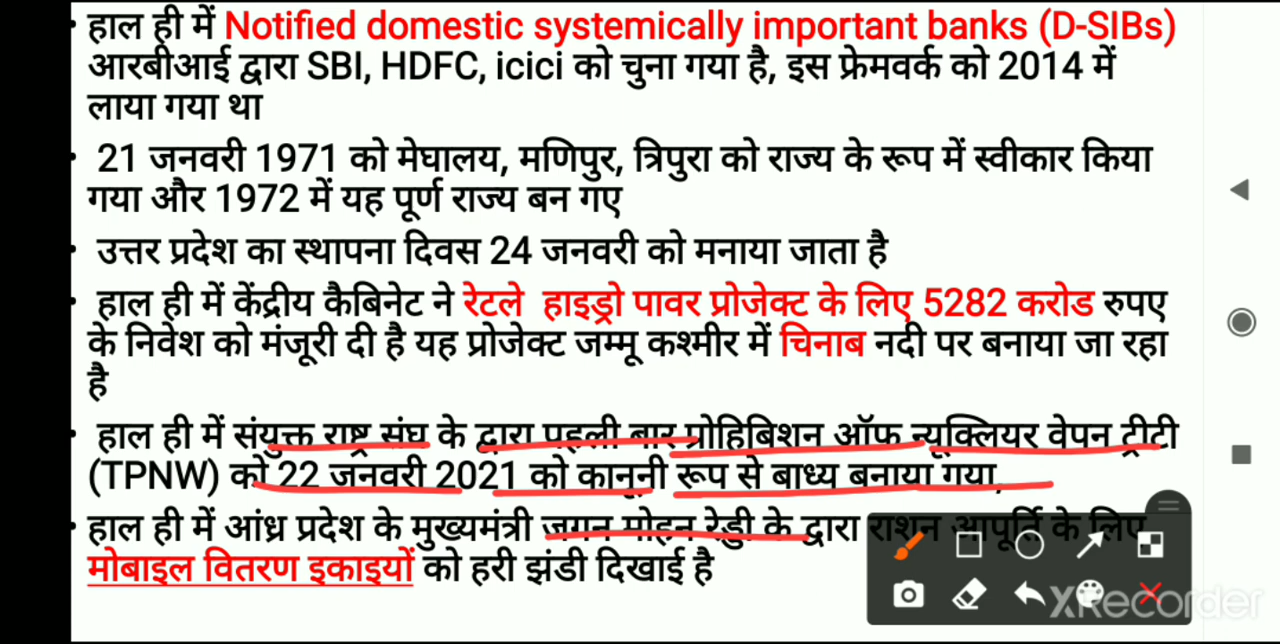 • हाल ही में Notified domestic systemically important banks (D-SIBs)
आरबीआई द्वारा SBI, HDFC, icici को चुना गया है, इस फ्रेमवर्क को 2014 में
लाया गया था
• 21 जनवरी 1971 को मेघालय, मणिपुर, त्रिपुरा को राज्य के रूप में स्वीकार किया
गया और 1972 में यह पूर्ण राज्य बन गए
• उत्तर प्रदेश का स्थापना दिवस 24 जनवरी को मनाया जाता है
• हाल ही में केंद्रीय कैबिनेट ने रेटले हाइड्रो पावर प्रोजेक्ट के लिए 5282 करोड रुपए
के निवेश को मंजूरी दी है यह प्रोजेक्ट जम्मू कश्मीर में चिनाब नदी पर बनाया जा रहा
है
• हाल ही में संयुक्त राष्ट्र संघ के द्वारा पहली बार प्रोहिबिशन ऑफ न्यूक्लियर वेपन ट्रीटी
(TPNW) को 22 जनवरी 2021 को कानूनी रूप से बाध्य बनाया गया,
• हाल ही में आंध्र प्रदेश के मुख्यमंत्री जगन मोहन रेड्डी के द्वारा राशन आपूर्ति के लिए
मोबाइल वितरण इकाइयों को हरी झंडी दिखाई है
XRecorder